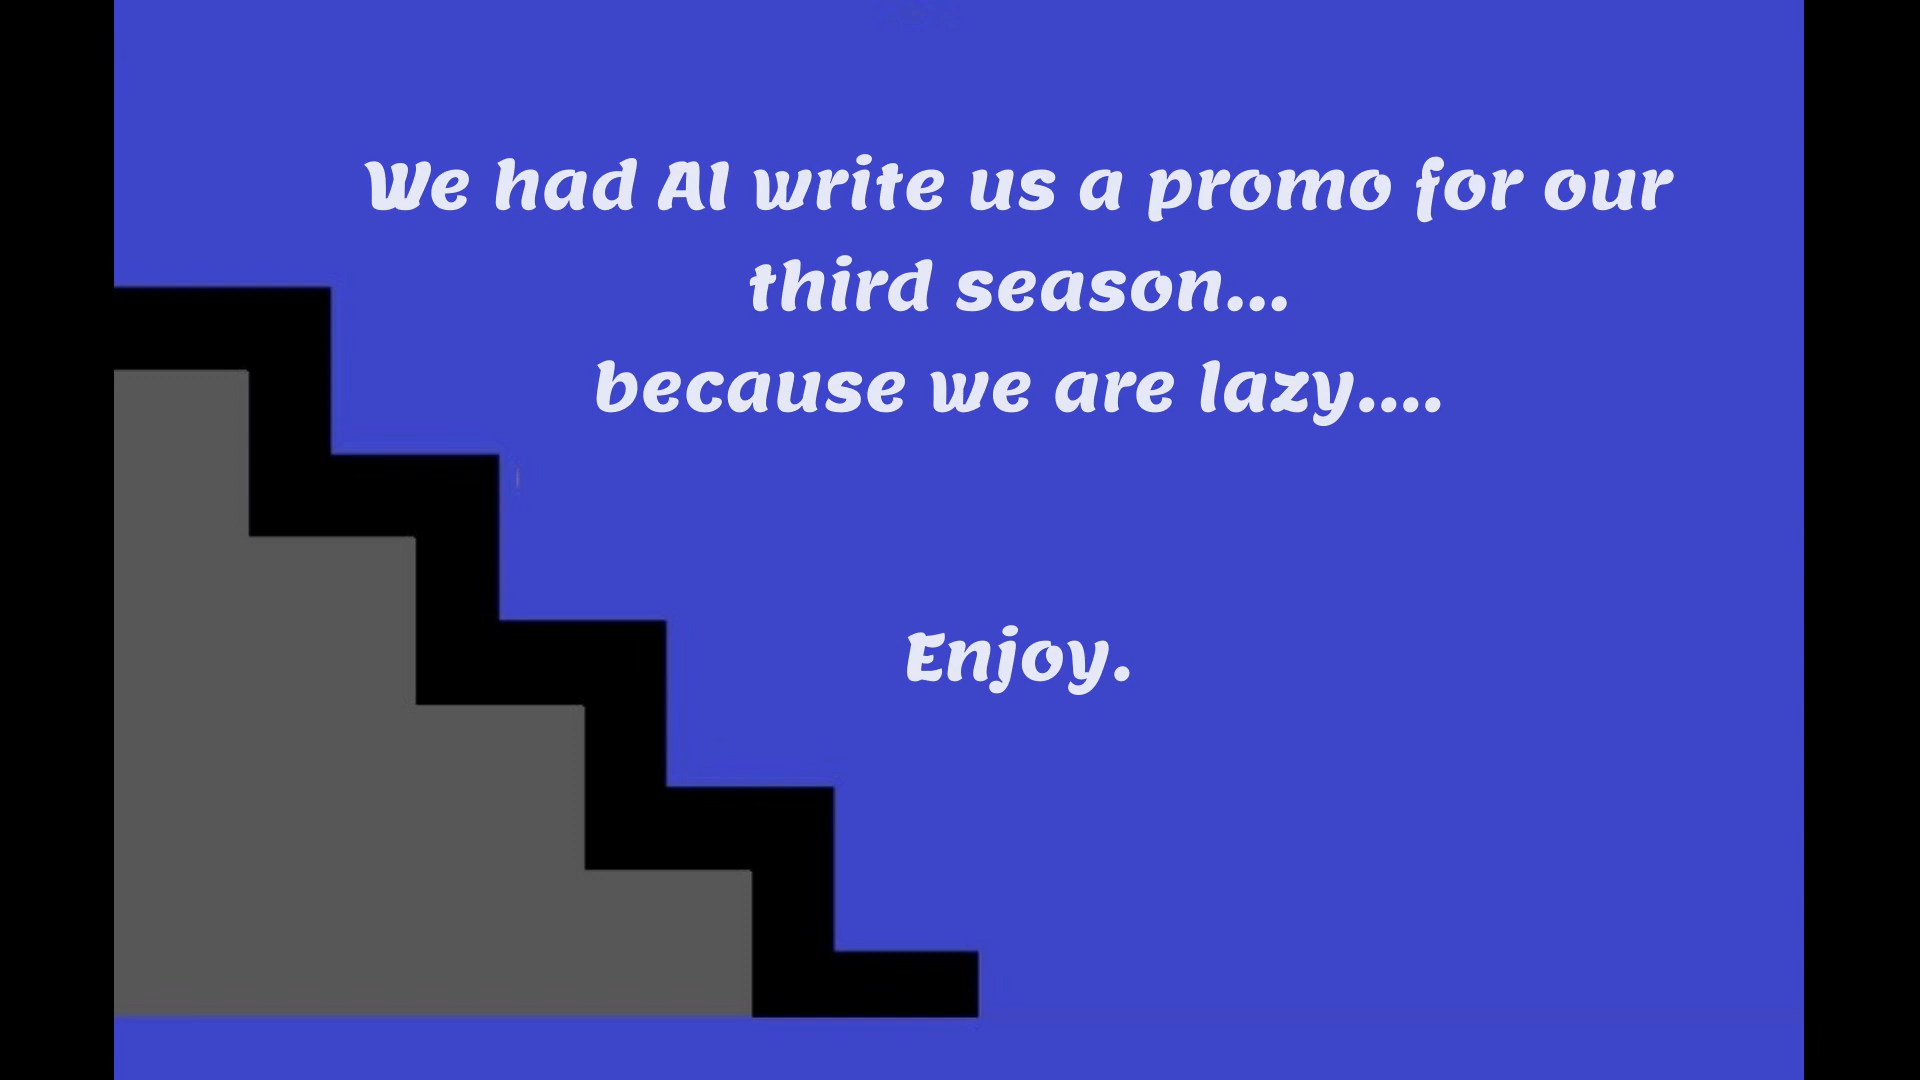 We had AI write us a promo for our
third season...
because we are lazy....
Enjoy.